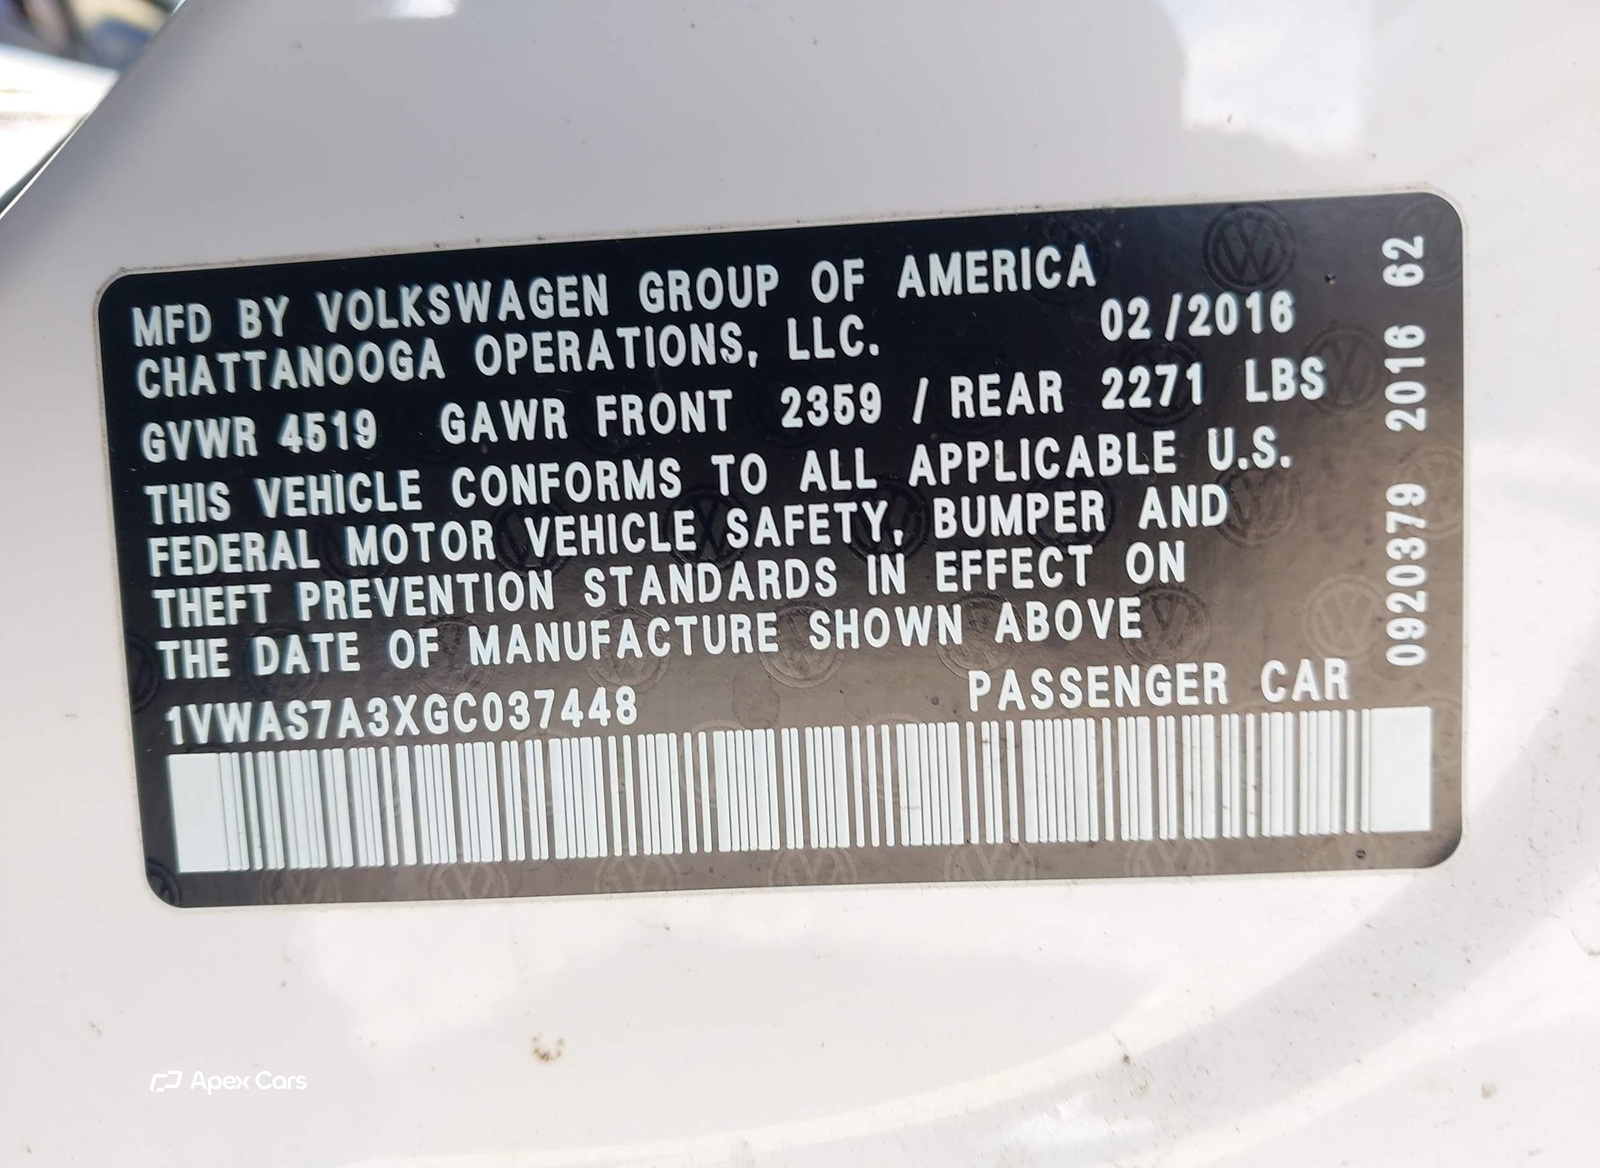 MFD BY VOLKSWAGEN GROUP OF AMERICA
CHATTANOOGA OPERATIONS, LLC. 02/2016
GVWR 4519 GAWR FRONT 2359 / REAR 2271 LBS
THIS VEHICLE CONFORMS TO ALL APPLICABLE U.S.
FEDERAL MOTOR VEHICLE SAFETY, BUMPER AND
THEFT PREVENTION STANDARDS IN EFFECT ON
THE DATE OF MANUFACTURE SHOWN ABOVE
1VWAS7A3XGC037448 PASSENGER CAR
0920379 2016 62
Apex Cars